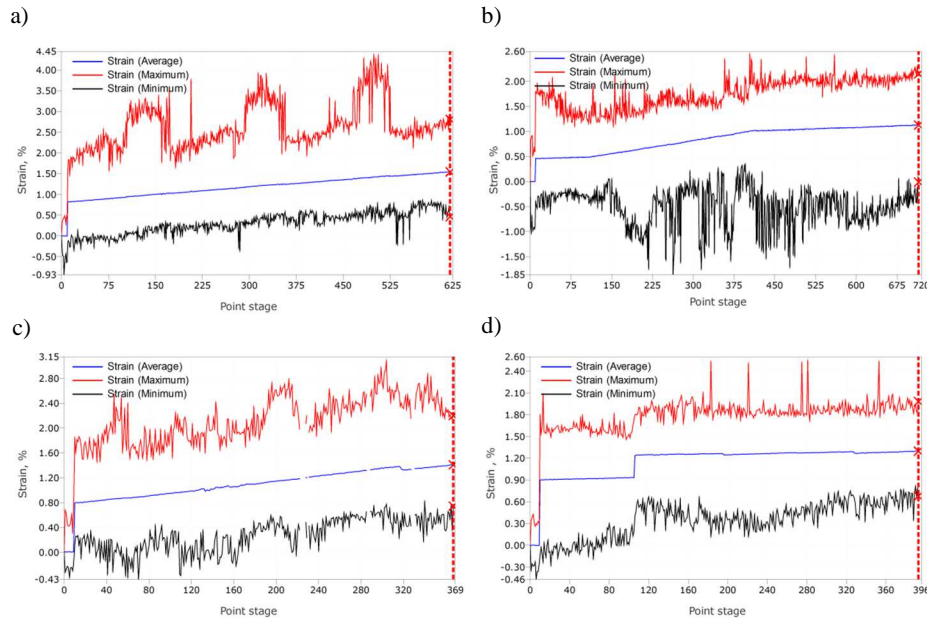 a)
4.45
4.00
3.50
3.00
2.50
2.00
1.50
1.00
0.50
0.00
-0.50
-0.93
Strain, %
Strain (Average)
Strain (Maximum)
Strain (Minimum)
0 75 150 225 300 375 450 525 625
Point stage
b)
2.60
2.00
1.50
1.00
0.50
0.00
-0.50
-1.00
-1.85
Strain, %
Strain (Average)
Strain (Maximum)
Strain (Minimum)
0 75 150 225 300 375 450 525 600 675 720
Point stage
c)
3.15
2.80
2.40
2.00
1.60
1.20
0.80
0.40
0.00
-0.43
Strain, %
Strain (Average)
Strain (Maximum)
Strain (Minimum)
0 40 80 120 160 200 240 280 320 369
Point stage
d)
2.60
2.40
2.10
1.80
1.50
1.20
0.90
0.60
0.30
0.00
-0.30
-0.46
Strain , %
Strain (Average)
Strain (Maximum)
Strain (Minimum)
0 40 80 120 160 200 240 280 320 396
Point stage